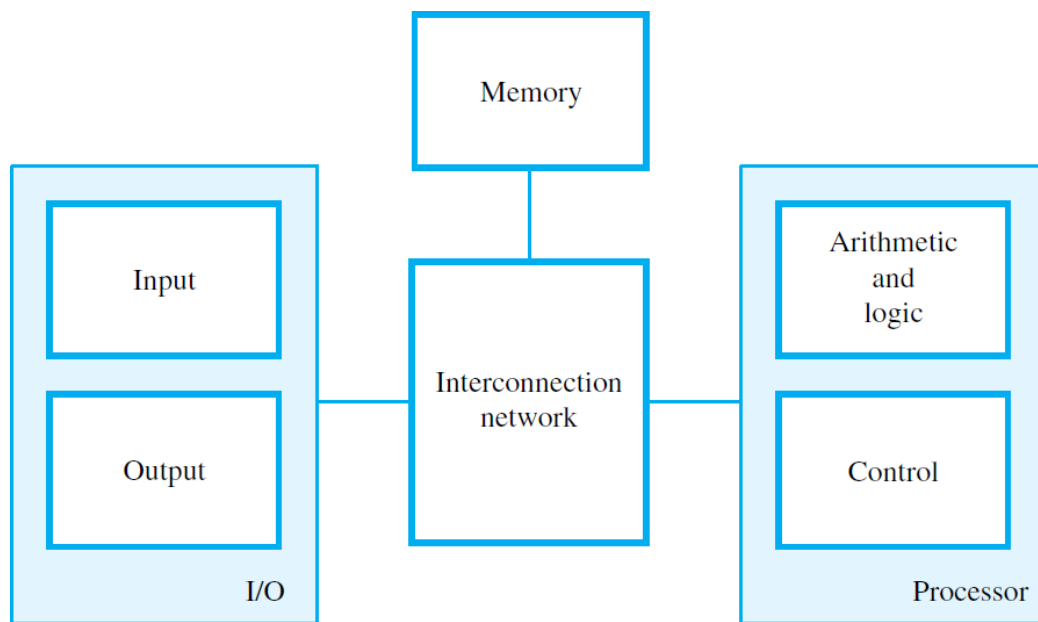 Memory
Input
Output
I/O
Interconnection
network
Arithmetic
and
logic
Control
Processor